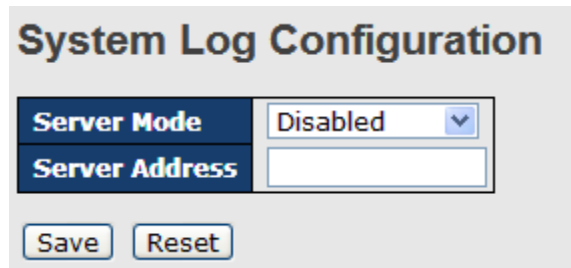 System Log Configuration
Server Mode Disabled
Server Address
Save Reset